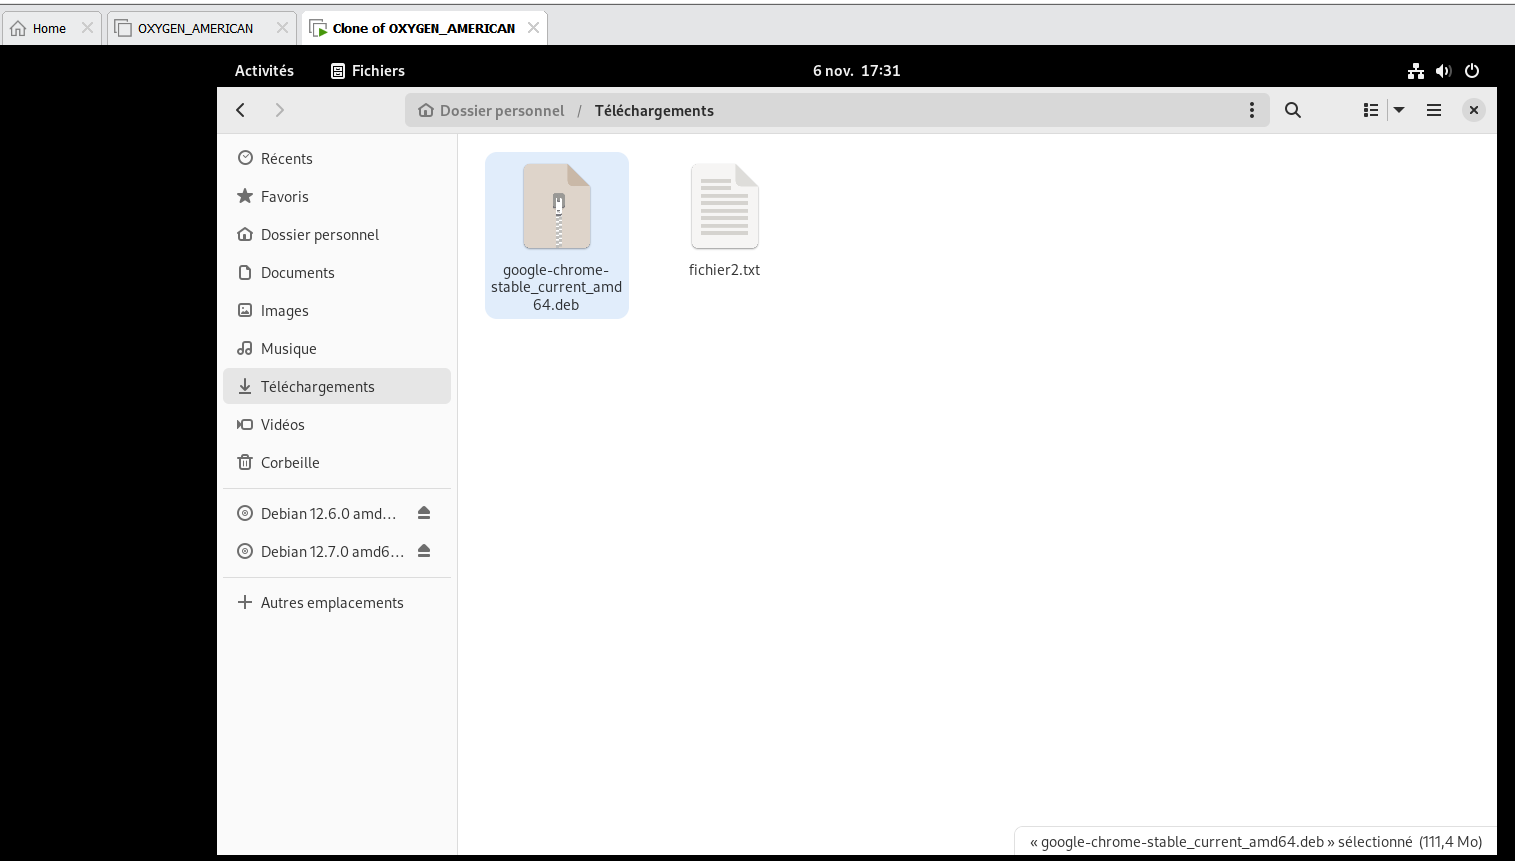 Home
OXYGEN_AMERICAN
Clone of OXYGEN_AMERICAN
Activités
Fichiers
6 nov. 17:31
Dossier personnel / Téléchargements
Récents
Favoris
Dossier personnel
Documents
Images
Musique
Téléchargements
Vidéos
Corbeille
Debian 12.6.0 amd...
Debian 12.7.0 amd6...
Autres emplacements
google-chrome-
stable_current_amd
64.deb
fichier2.txt
« google-chrome-stable_current_amd64.deb » sélectionné (111,4 Mo)